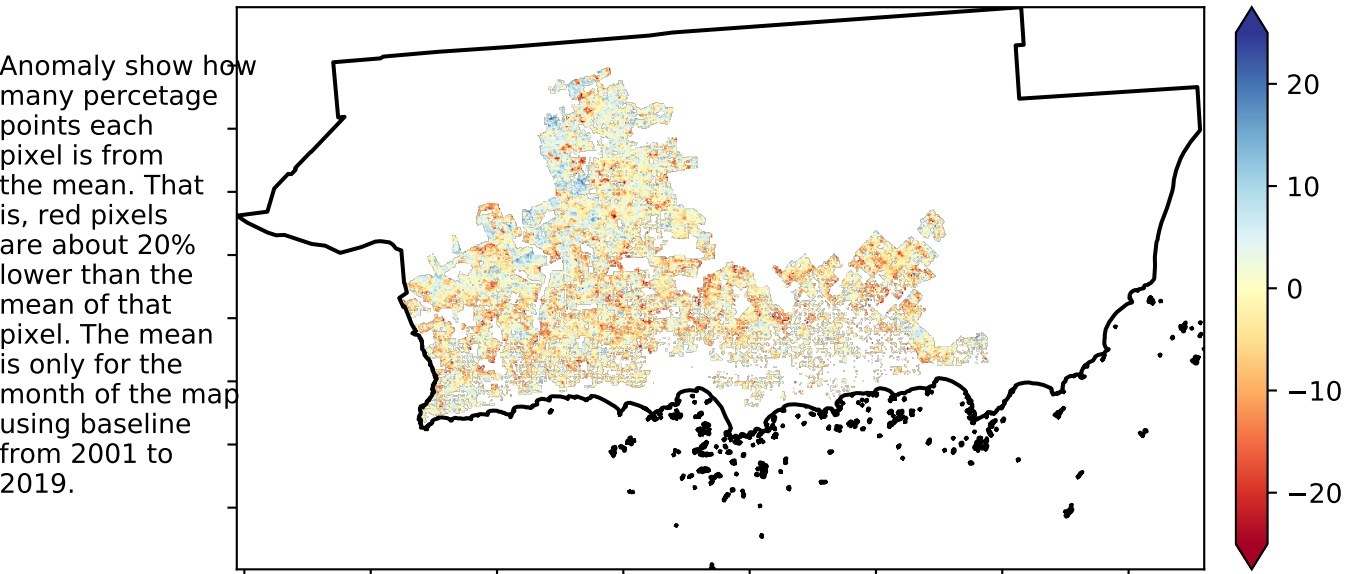 Anomaly show how
many percetage
points each
pixel is from
the mean. That
is, red pixels
are about 20%
lower than the
mean of that
pixel. The mean
is only for the
month of the map
using baseline
from 2001 to
2019.
20
10
0
−10
−20